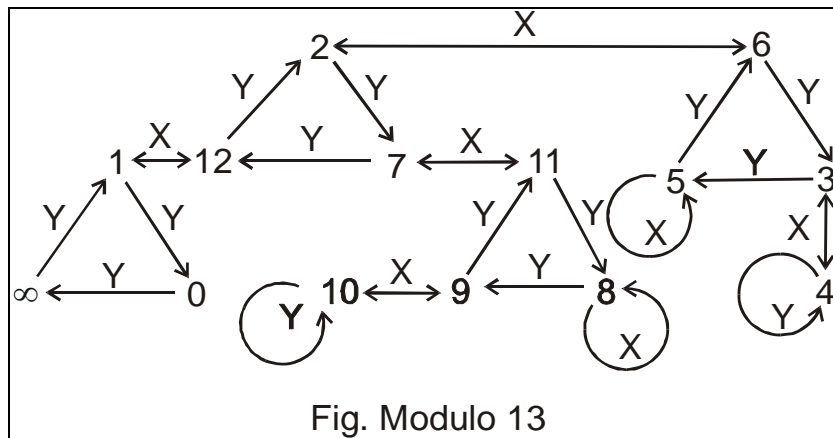 X
2 6
Y Y Y Y
X Y X Y
1 12 7 11 5 3
Y Y Y Y X X
Y X Y
∞ 0 10 9 8 4
Y X Y
Fig. Modulo 13